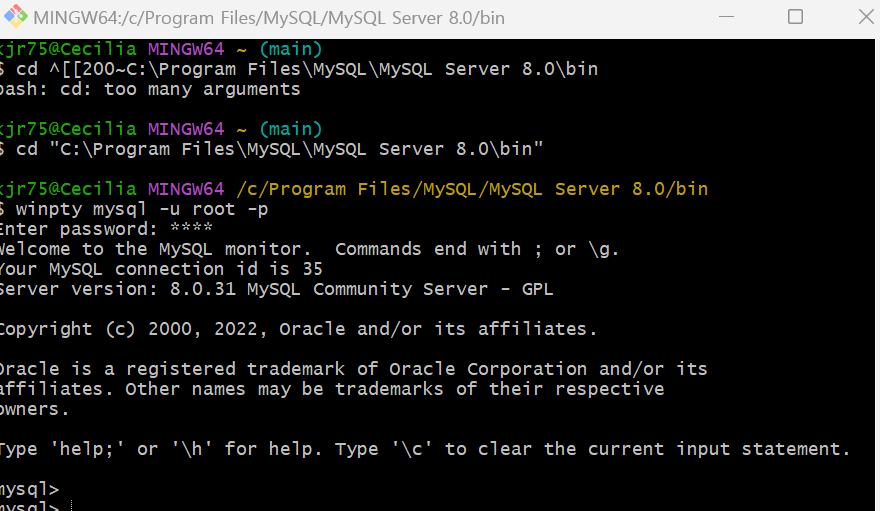 MINGW64:/c/Program Files/MySQL/MySQL Server 8.0/bin
kjr75@Cecilia MINGW64 ~ (main)
$ cd ^[[200~C:\Program Files\MySQL\MySQL Server 8.0\bin
bash: cd: too many arguments
kjr75@Cecilia MINGW64 ~ (main)
$ cd "C:\Program Files\MySQL\MySQL Server 8.0\bin"
kjr75@Cecilia MINGW64 /c/Program Files/MySQL/MySQL Server 8.0/bin
$ winpty mysql -u root -p
Enter password: ****
Welcome to the MySQL monitor.  Commands end with ; or \g.
Your MySQL connection id is 35
Server version: 8.0.31 MySQL Community Server - GPL
Copyright (c) 2000, 2022, Oracle and/or its affiliates.
Oracle is a registered trademark of Oracle Corporation and/or its
affiliates. Other names may be trademarks of their respective
owners.
Type 'help;' or '\h' for help. Type '\c' to clear the current input statement.
mysql>
mysql>